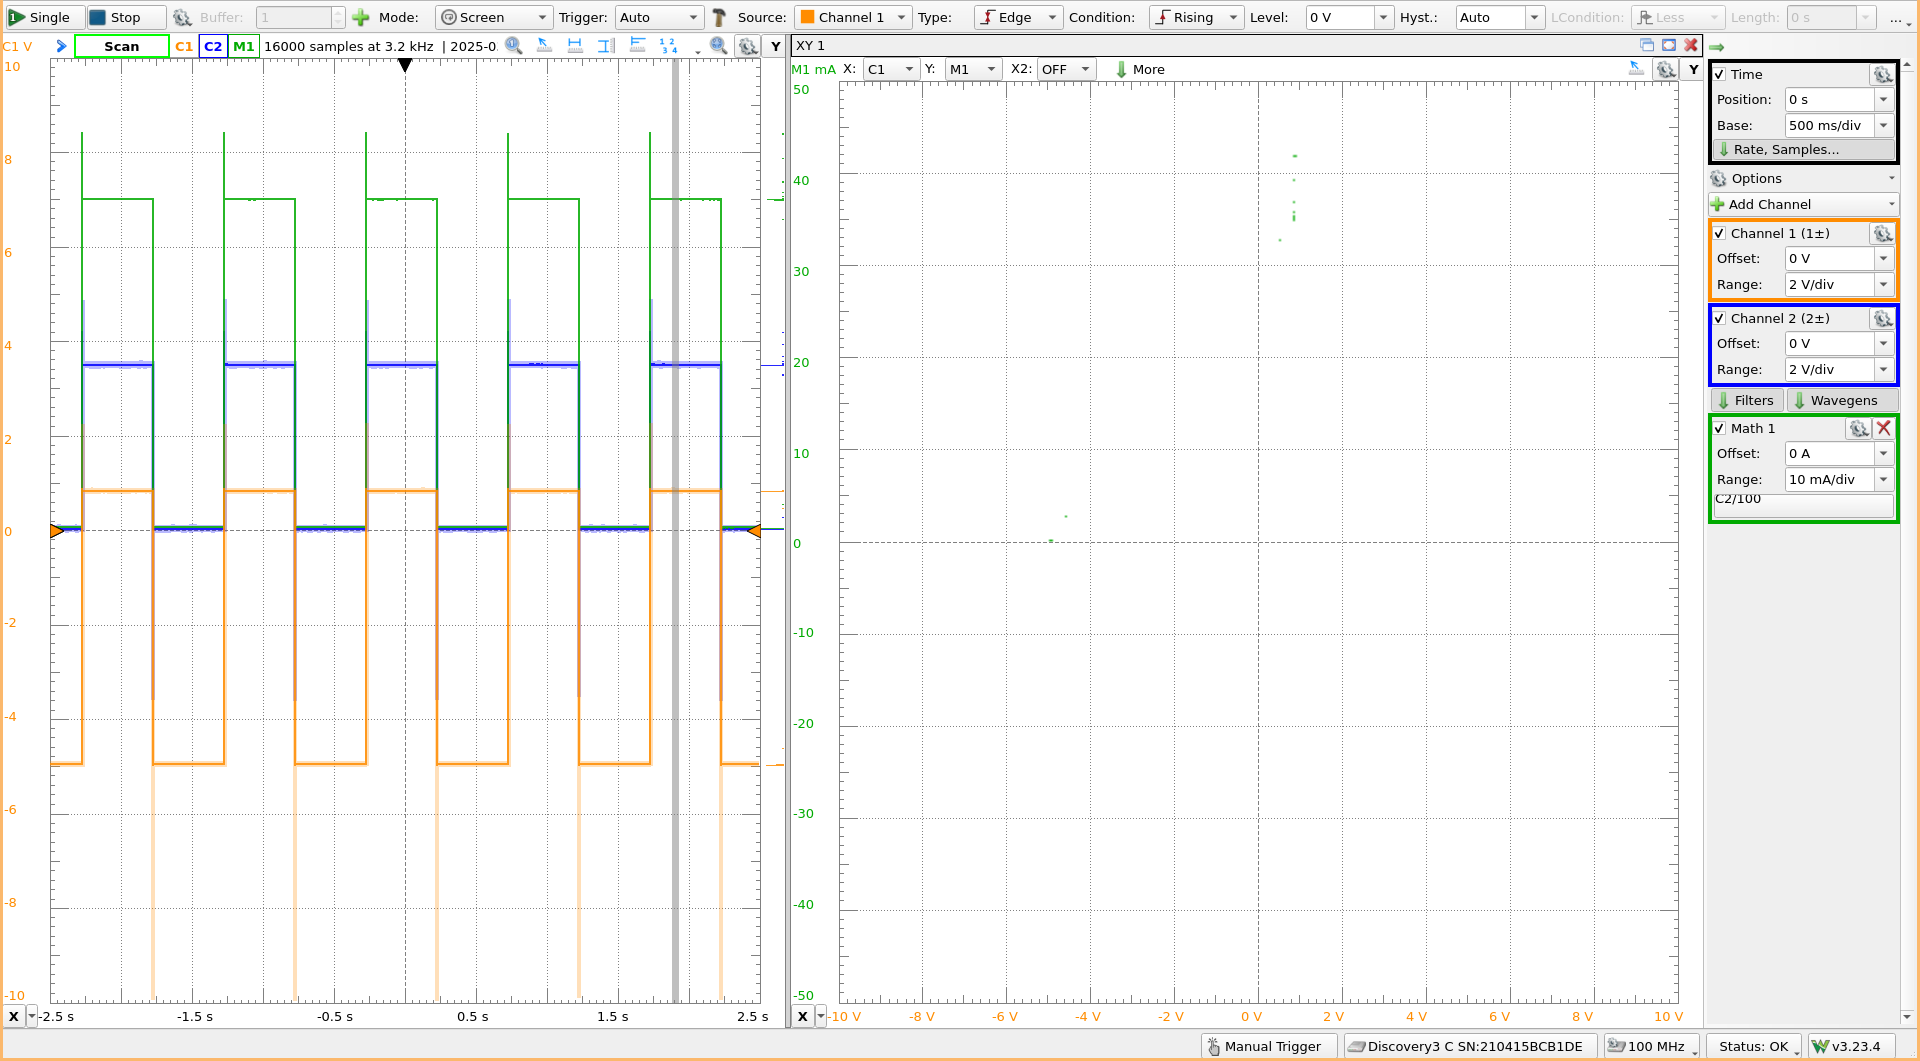 Single Stop Buffer: 1 Mode: Screen Trigger: Auto Source: Channel 1 Type: Edge Condition: Rising Level: 0 V Hyst.: Auto LCondition: Less Length: 0 s ...
C1 V Scan C1 C2 M1 16000 samples at 3.2 kHz | 2025-0. Y
10
8
6
4
2
0
-2
-4
-6
-8
-10
X -2.5 s -1.5 s -0.5 s 0.5 s 1.5 s 2.5 s
XY 1
M1 mA X: C1 Y: M1 X2: OFF More Y
50
40
30
20
10
0
-10
-20
-30
-40
-50
X -10 V -8 V -6 V -4 V -2 V 0 V 2 V 4 V 6 V 8 V 10 V
Time
Position: 0 s
Base: 500 ms/div
Rate, Samples...
Options
Add Channel
Channel 1 (1±)
Offset: 0 V
Range: 2 V/div
Channel 2 (2±)
Offset: 0 V
Range: 2 V/div
Filters Wavegens
Math 1
Offset: 0 A
Range: 10 mA/div
C2/100
Manual Trigger Discovery3 C SN:210415BCB1DE 100 MHz Status: OK v3.23.4